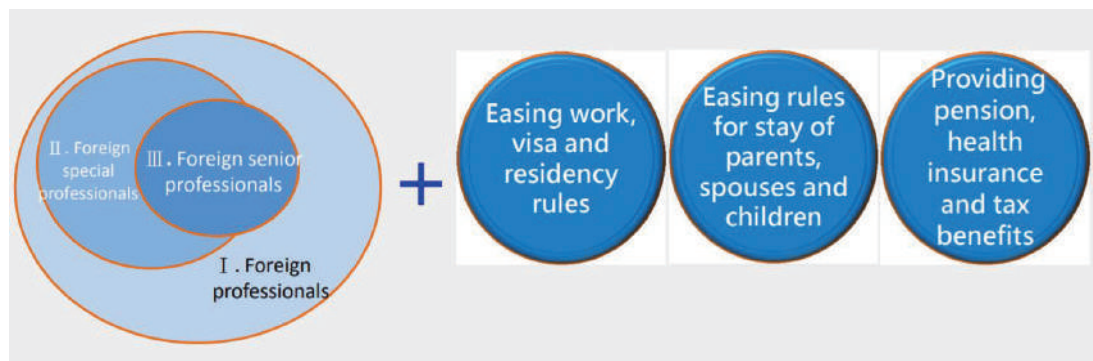 Ⅱ. Foreign
special
professionals
Ⅲ. Foreign senior
professionals
Ⅰ. Foreign
professionals
+
Easing work,
visa and
residency
rules
Easing rules
for stay of
parents,
spouses and
children
Providing
pension,
health
insurance
and tax
benefits